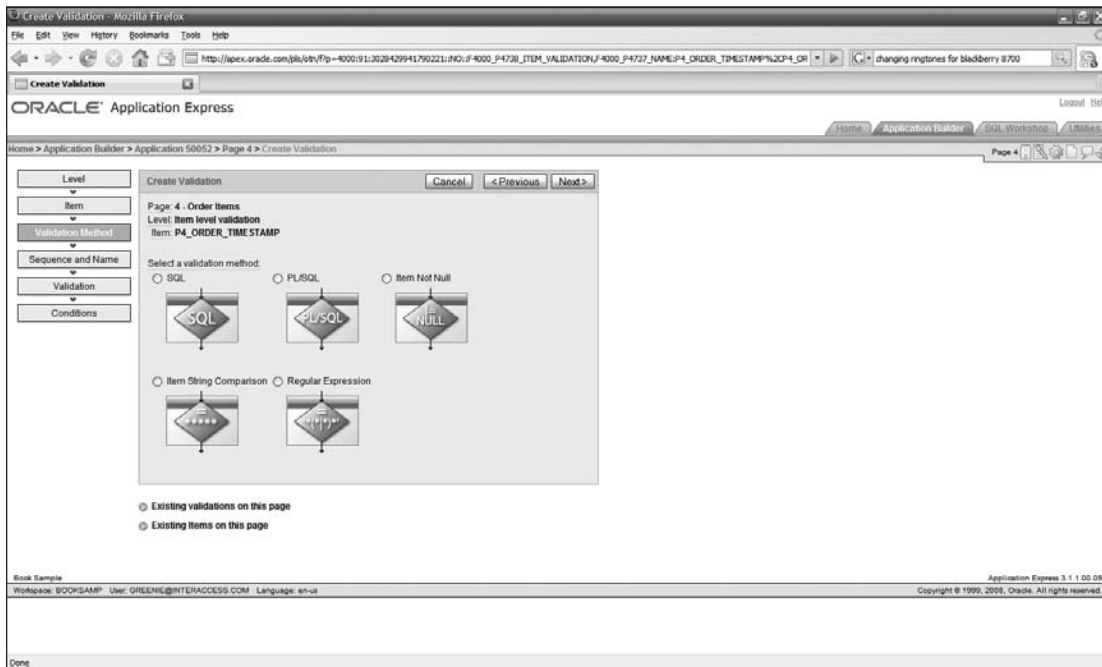 Create Validation - Mozilla Firefox
File Edit View History Bookmarks Tools Help
http://apex.oracle.com/pls/otn/f?p=4000:91:3028429941790221::NO::F4000_P4738_ITEM_VALIDATION,F4000_P4737_NAME:P4_ORDER_TIMESTAMP%2CP4_OR
changing ringtones for blackberry 8700
Create Validation
ORACLE Application Express
Logout Hel
Home Application Builder SQL Workshop Utilities
Home > Application Builder > Application 50052 > Page 4 > Create Validation
Page 4
Level
Item
Validation Method
Sequence and Name
Validation
Conditions
Create Validation
Cancel
< Previous
Next >
Page: 4 - Order Items
Level: Item level validation
Item: P4_ORDER_TIMESTAMP
Select a validation method:
SQL PL/SQL Item Not Null
SQL PL/SQL != NULL
Item String Comparison Regular Expression
= *****
= *(*)*
Existing validations on this page
Existing Items on this page
Book Sample
Application Express 3.1.1.00.09
Workspace: BOOKSAMP User: GREENIE@INTERACCESS.COM Language: en-us
Copyright © 1999, 2008, Oracle. All rights reserved.
Done